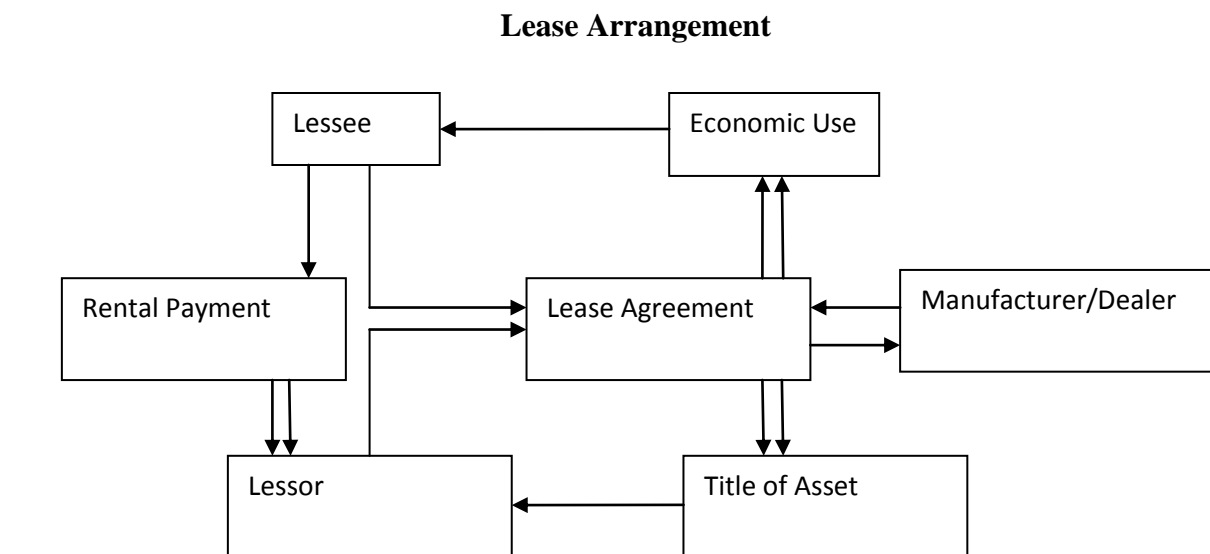 Lease Arrangement
Lessee
Economic Use
Rental Payment
Lease Agreement
Manufacturer/Dealer
Lessor
Title of Asset